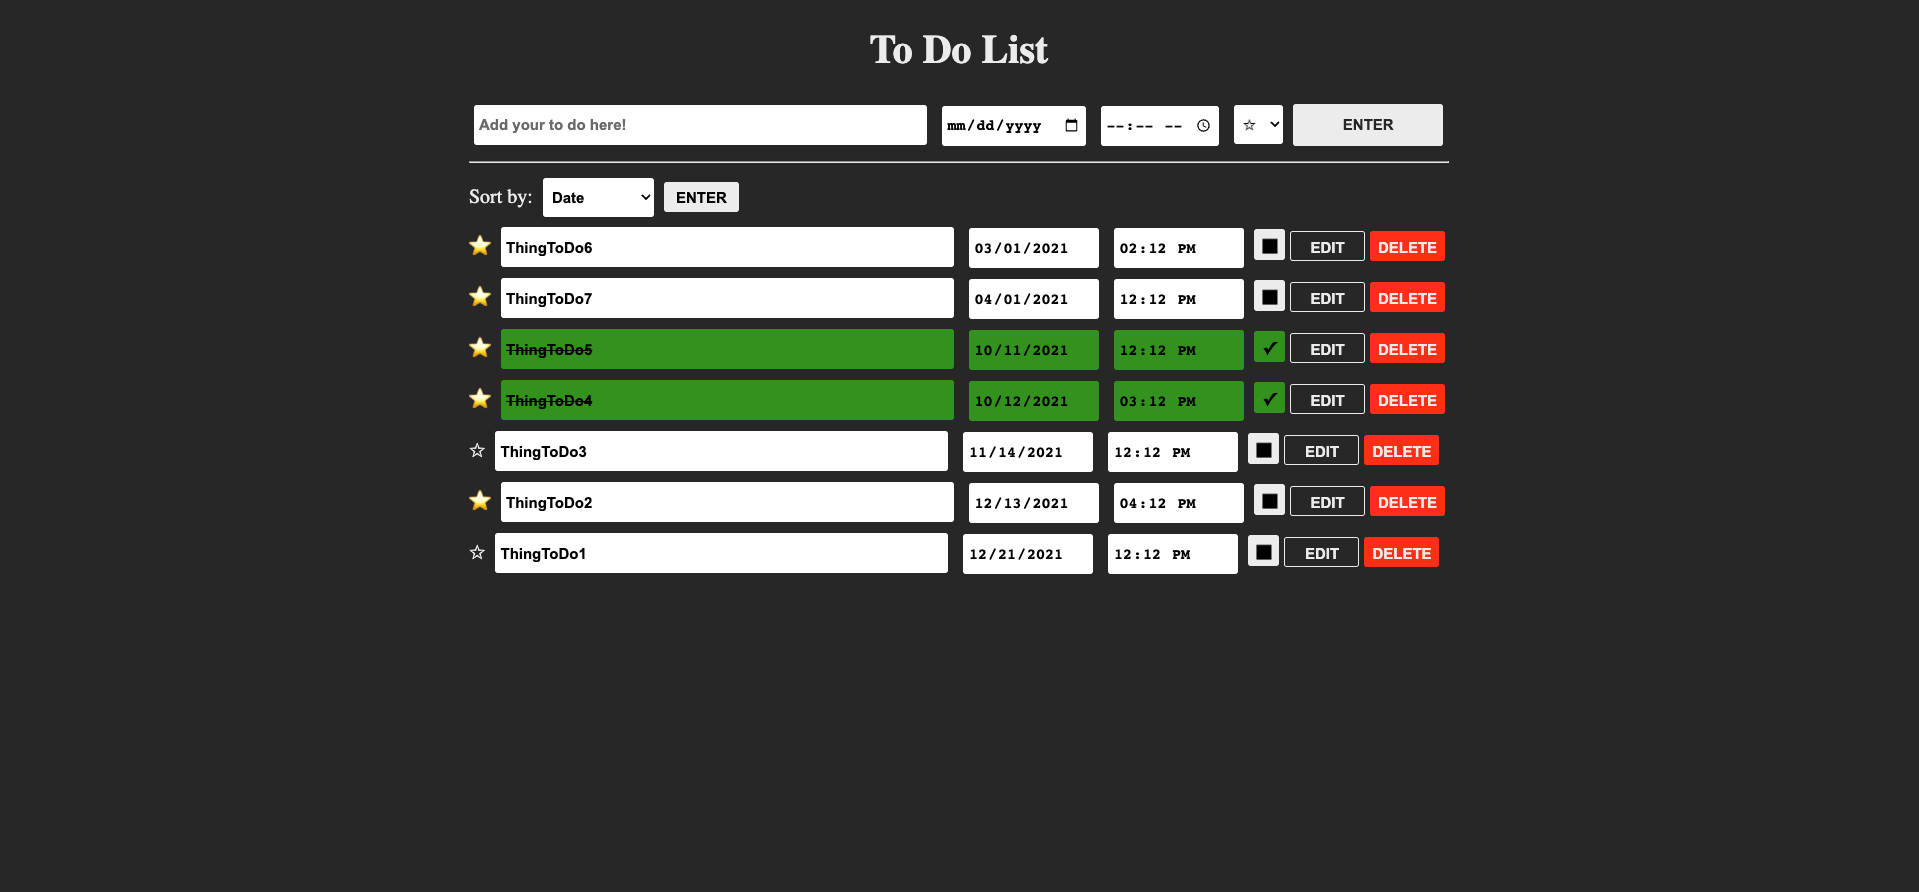 To Do List
Add your to do here! mm/dd/yyyy --:-- -- ☆ ENTER
Sort by: Date ENTER
⭐ ThingToDo6 03/01/2021 02:12 PM ■ EDIT DELETE
⭐ ThingToDo7 04/01/2021 12:12 PM ■ EDIT DELETE
⭐ ThingToDo5 10/11/2021 12:12 PM ✓ EDIT DELETE
⭐ ThingToDo4 10/12/2021 03:12 PM ✓ EDIT DELETE
☆ ThingToDo3 11/14/2021 12:12 PM ■ EDIT DELETE
⭐ ThingToDo2 12/13/2021 04:12 PM ■ EDIT DELETE
☆ ThingToDo1 12/21/2021 12:12 PM ■ EDIT DELETE